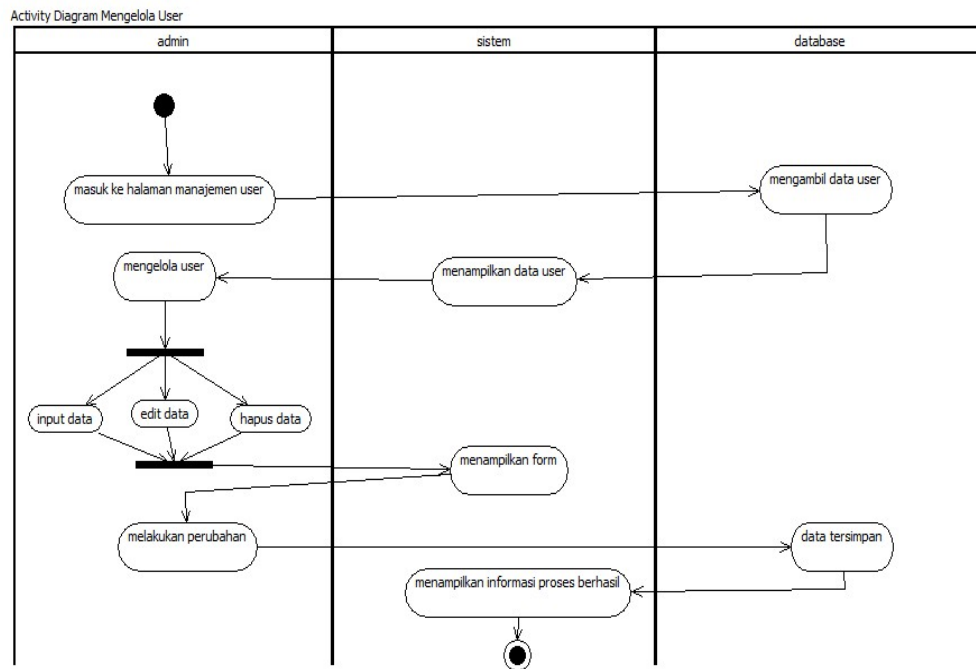 Activity Diagram Mengelola User
admin
sistem
database
masuk ke halaman manajemen user
mengambil data user
mengelola user
menampilkan data user
input data
edit data
hapus data
menampilkan form
melakukan perubahan
data tersimpan
menampilkan informasi proses berhasil